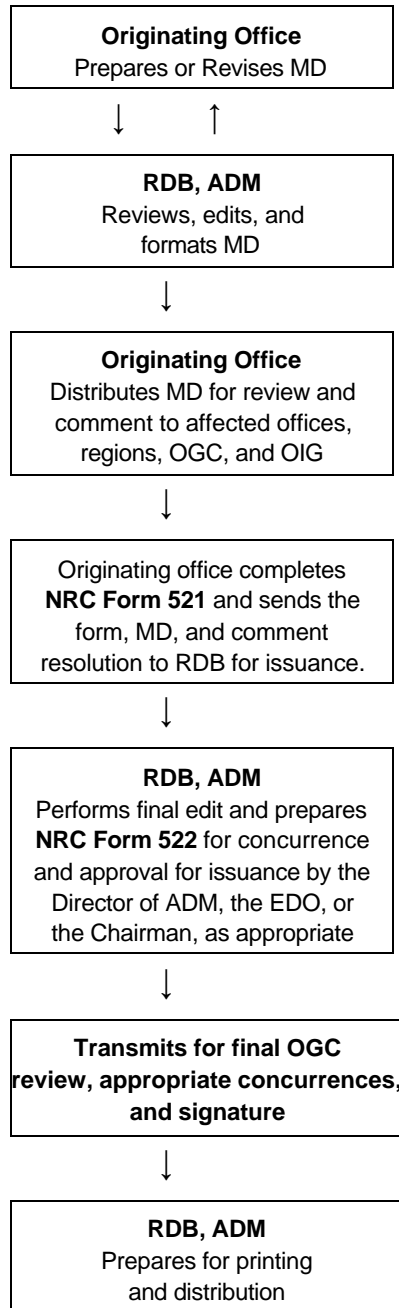 Originating Office
Prepares or Revises MD
↓ ↑
RDB, ADM
Reviews, edits, and
formats MD
↓
Originating Office
Distributes MD for review and
comment to affected offices,
regions, OGC, and OIG
↓
Originating office completes
NRC Form 521 and sends the
form, MD, and comment
resolution to RDB for issuance.
↓
RDB, ADM
Performs final edit and prepares
NRC Form 522 for concurrence
and approval for issuance by the
Director of ADM, the EDO, or
the Chairman, as appropriate
↓
Transmits for final OGC
review, appropriate concurrences,
and signature
↓
RDB, ADM
Prepares for printing
and distribution